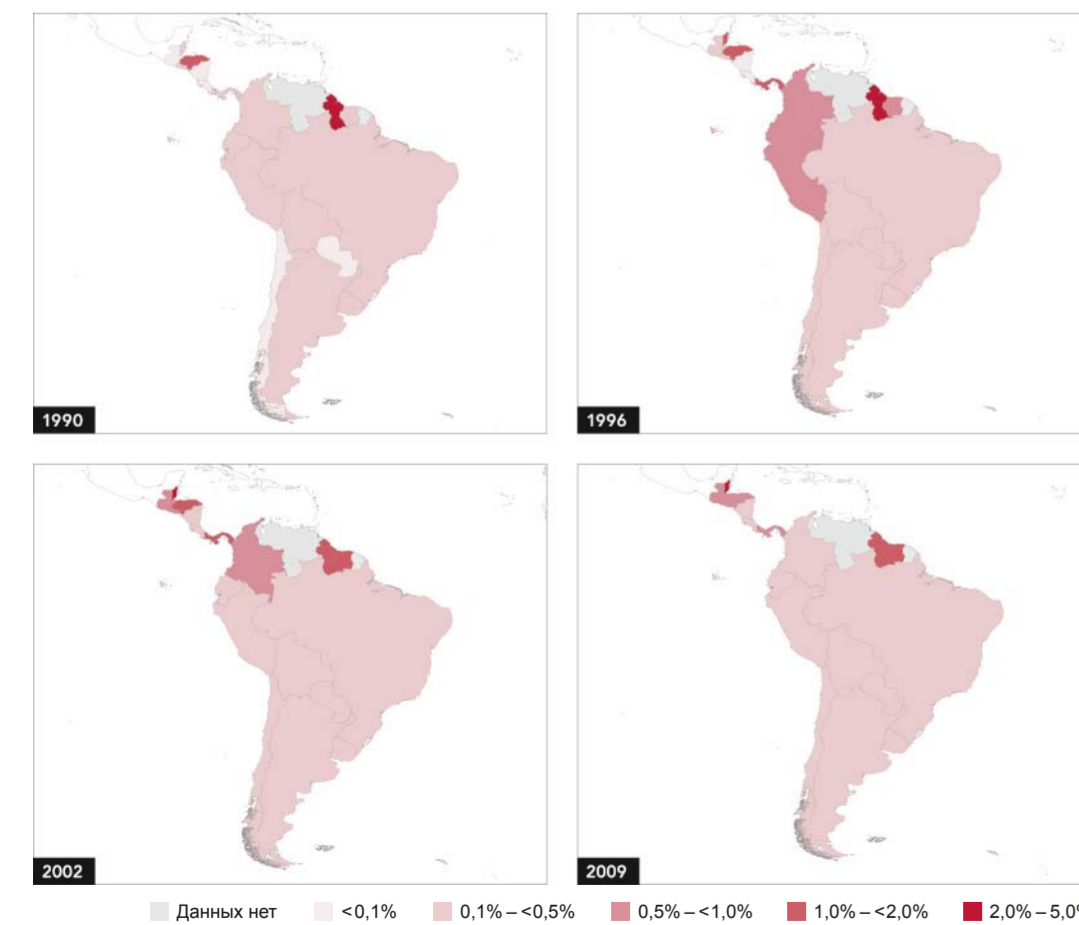 1990
1996
2002
2009
Данных нет <0,1% 0,1% – <0,5% 0,5% – <1,0% 1,0% – <2,0% 2,0% – 5,0%